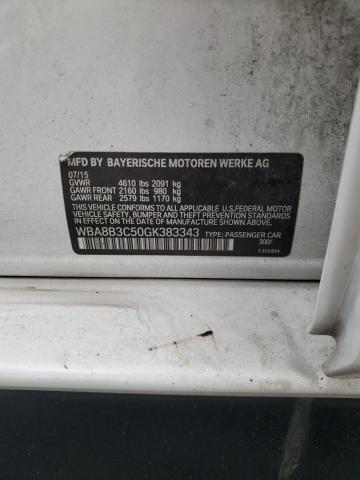 MFD BY BAYERISCHE MOTOREN WERKE AG
07/15
GVWR 4610 lbs 2091 kg
GAWR FRONT 2160 lbs 980 kg
GAWR REAR 2579 lbs 1170 kg
THIS VEHICLE CONFORMS TO ALL APPLICABLE U.S.FEDERAL MOTOR
VEHICLE SAFETY, BUMPER, AND THEFT PREVENTION STANDARDS
IN EFFECT ON THE DATE OF MANUFACTURE SHOWN ABOVE.
WBA8B3C50GK383343 TYPE: PASSENGER CAR
300/
7315914